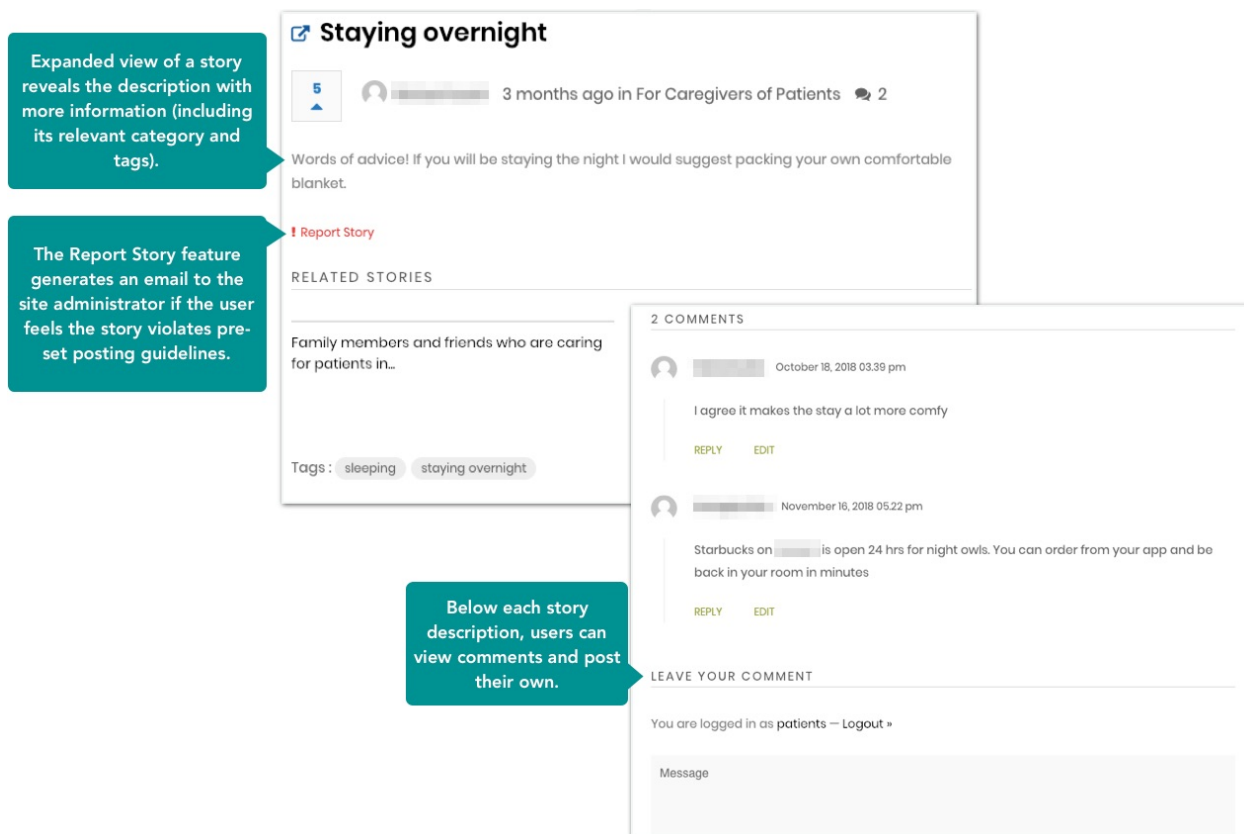 Staying overnight
Expanded view of a story
reveals the description with
more information (including
its relevant category and
tags).
5
3 months ago in For Caregivers of Patients 2
Words of advice! If you will be staying the night I would suggest packing your own comfortable
blanket.
The Report Story feature
generates an email to the
site administrator if the user
feels the story violates pre-
set posting guidelines.
! Report Story
RELATED STORIES
Family members and friends who are caring
for patients in…
Tags : sleeping staying overnight
2 COMMENTS
October 18, 2018 03.39 pm
I agree it makes the stay a lot more comfy
REPLY EDIT
November 16, 2018 05.22 pm
Starbucks on is open 24 hrs for night owls. You can order from your app and be
back in your room in minutes
REPLY EDIT
Below each story
description, users can
view comments and post
their own.
LEAVE YOUR COMMENT
You are logged in as patients — Logout »
Message